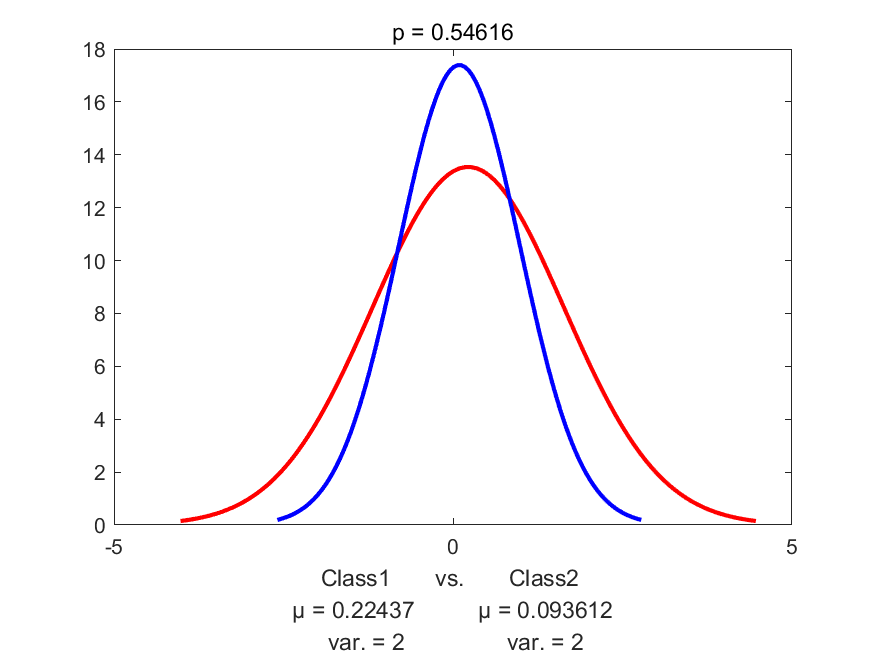 p = 0.54616
18
16
14
12
10
8
6
4
2
0
-5 0 5
Class1 vs. Class2
μ = 0.22437 μ = 0.093612
var. = 2 var. = 2